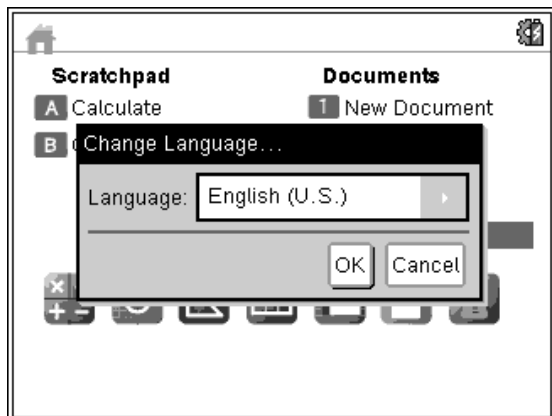 Scratchpad
Documents
A Calculate
1 New Document
B
Change Language...
Language: English (U.S.)
OK Cancel